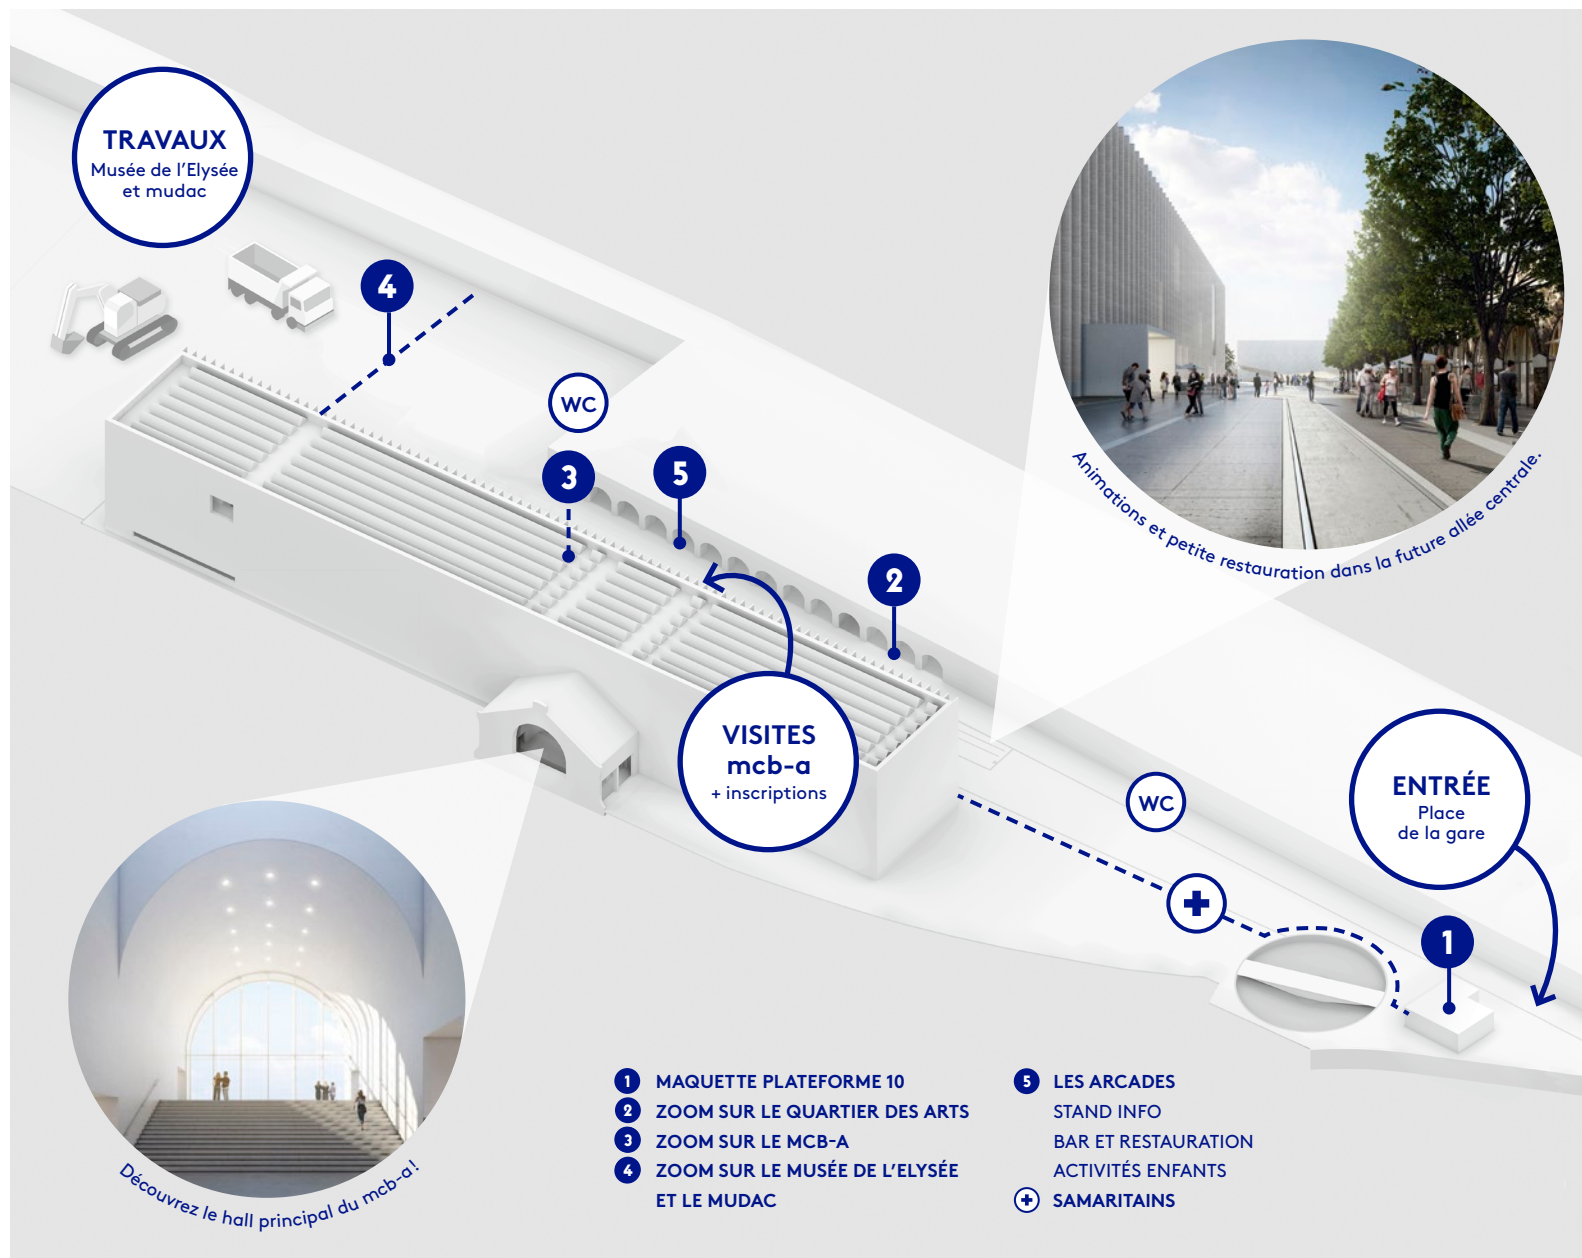 TRAVAUX
Musée de l'Elysée
et mudac
4
WC
3
5
2
Animations et petite restauration dans la future allée centrale.
VISITES
mcb-a
+ inscriptions
WC
ENTRÉE
Place
de la gare
1
Découvrez le hall principal du mcb-a!
1 MAQUETTE PLATEFORME 10
2 ZOOM SUR LE QUARTIER DES ARTS
3 ZOOM SUR LE MCB-A
4 ZOOM SUR LE MUSÉE DE L'ELYSÉE
ET LE MUDAC
5 LES ARCADES
STAND INFO
BAR ET RESTAURATION
ACTIVITÉS ENFANTS
+ SAMARITAINS